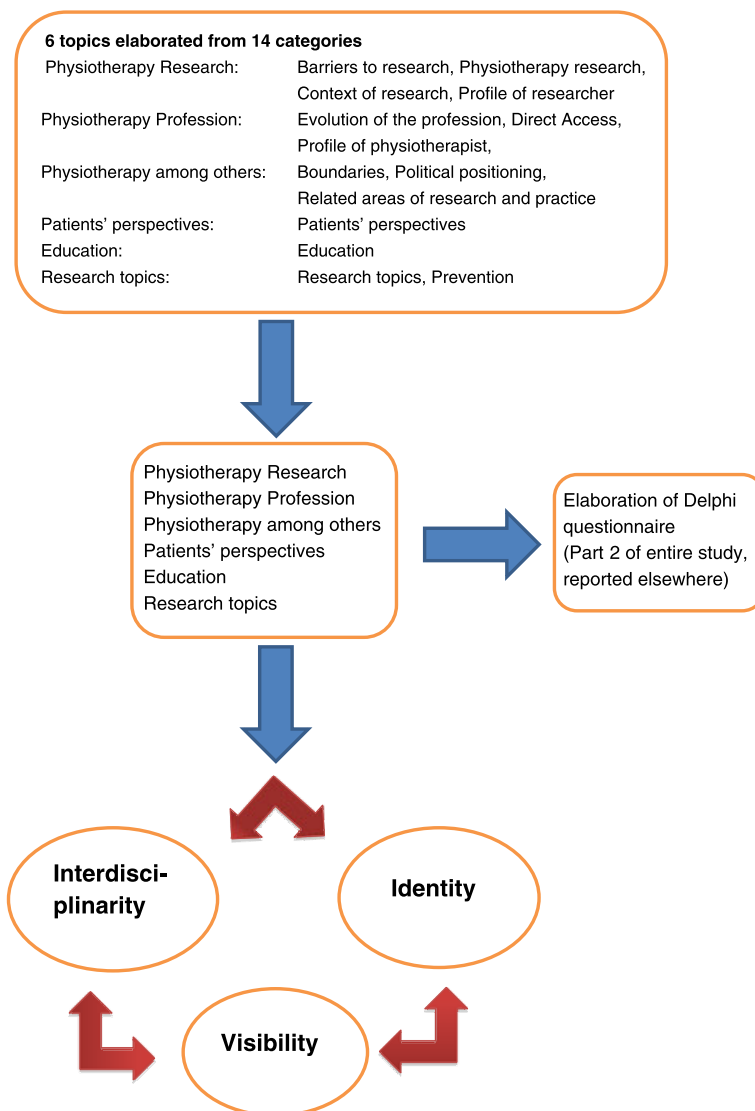 6 topics elaborated from 14 categories
Physiotherapy Research: Barriers to research, Physiotherapy research,
Context of research, Profile of researcher
Physiotherapy Profession: Evolution of the profession, Direct Access,
Profile of physiotherapist,
Physiotherapy among others: Boundaries, Political positioning,
Related areas of research and practice
Patients' perspectives: Patients' perspectives
Education: Education
Research topics: Research topics, Prevention
Physiotherapy Research
Physiotherapy Profession
Physiotherapy among others
Patients' perspectives
Education
Research topics
Elaboration of Delphi
questionnaire
(Part 2 of entire study,
reported elsewhere)
Interdisci-
plinarity
Identity
Visibility